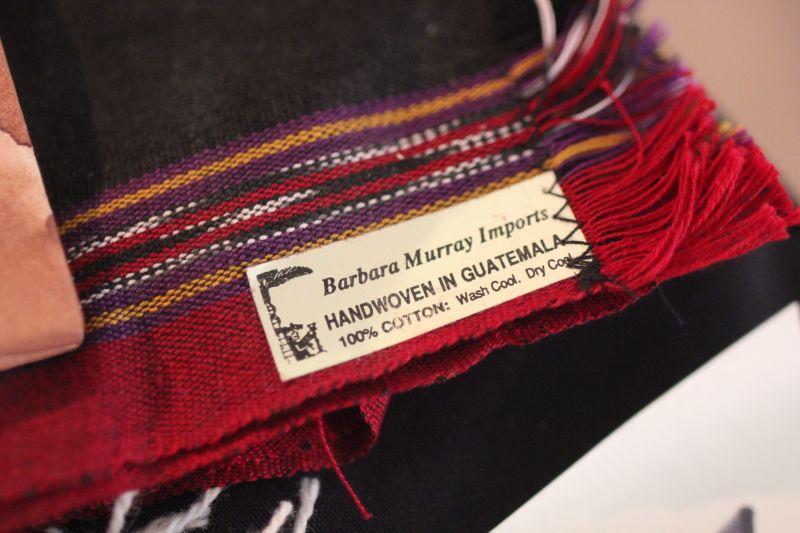 Barbara Murray Imports
HANDWOVEN IN GUATEMALA
100% COTTON: Wash Cool. Dry Cool